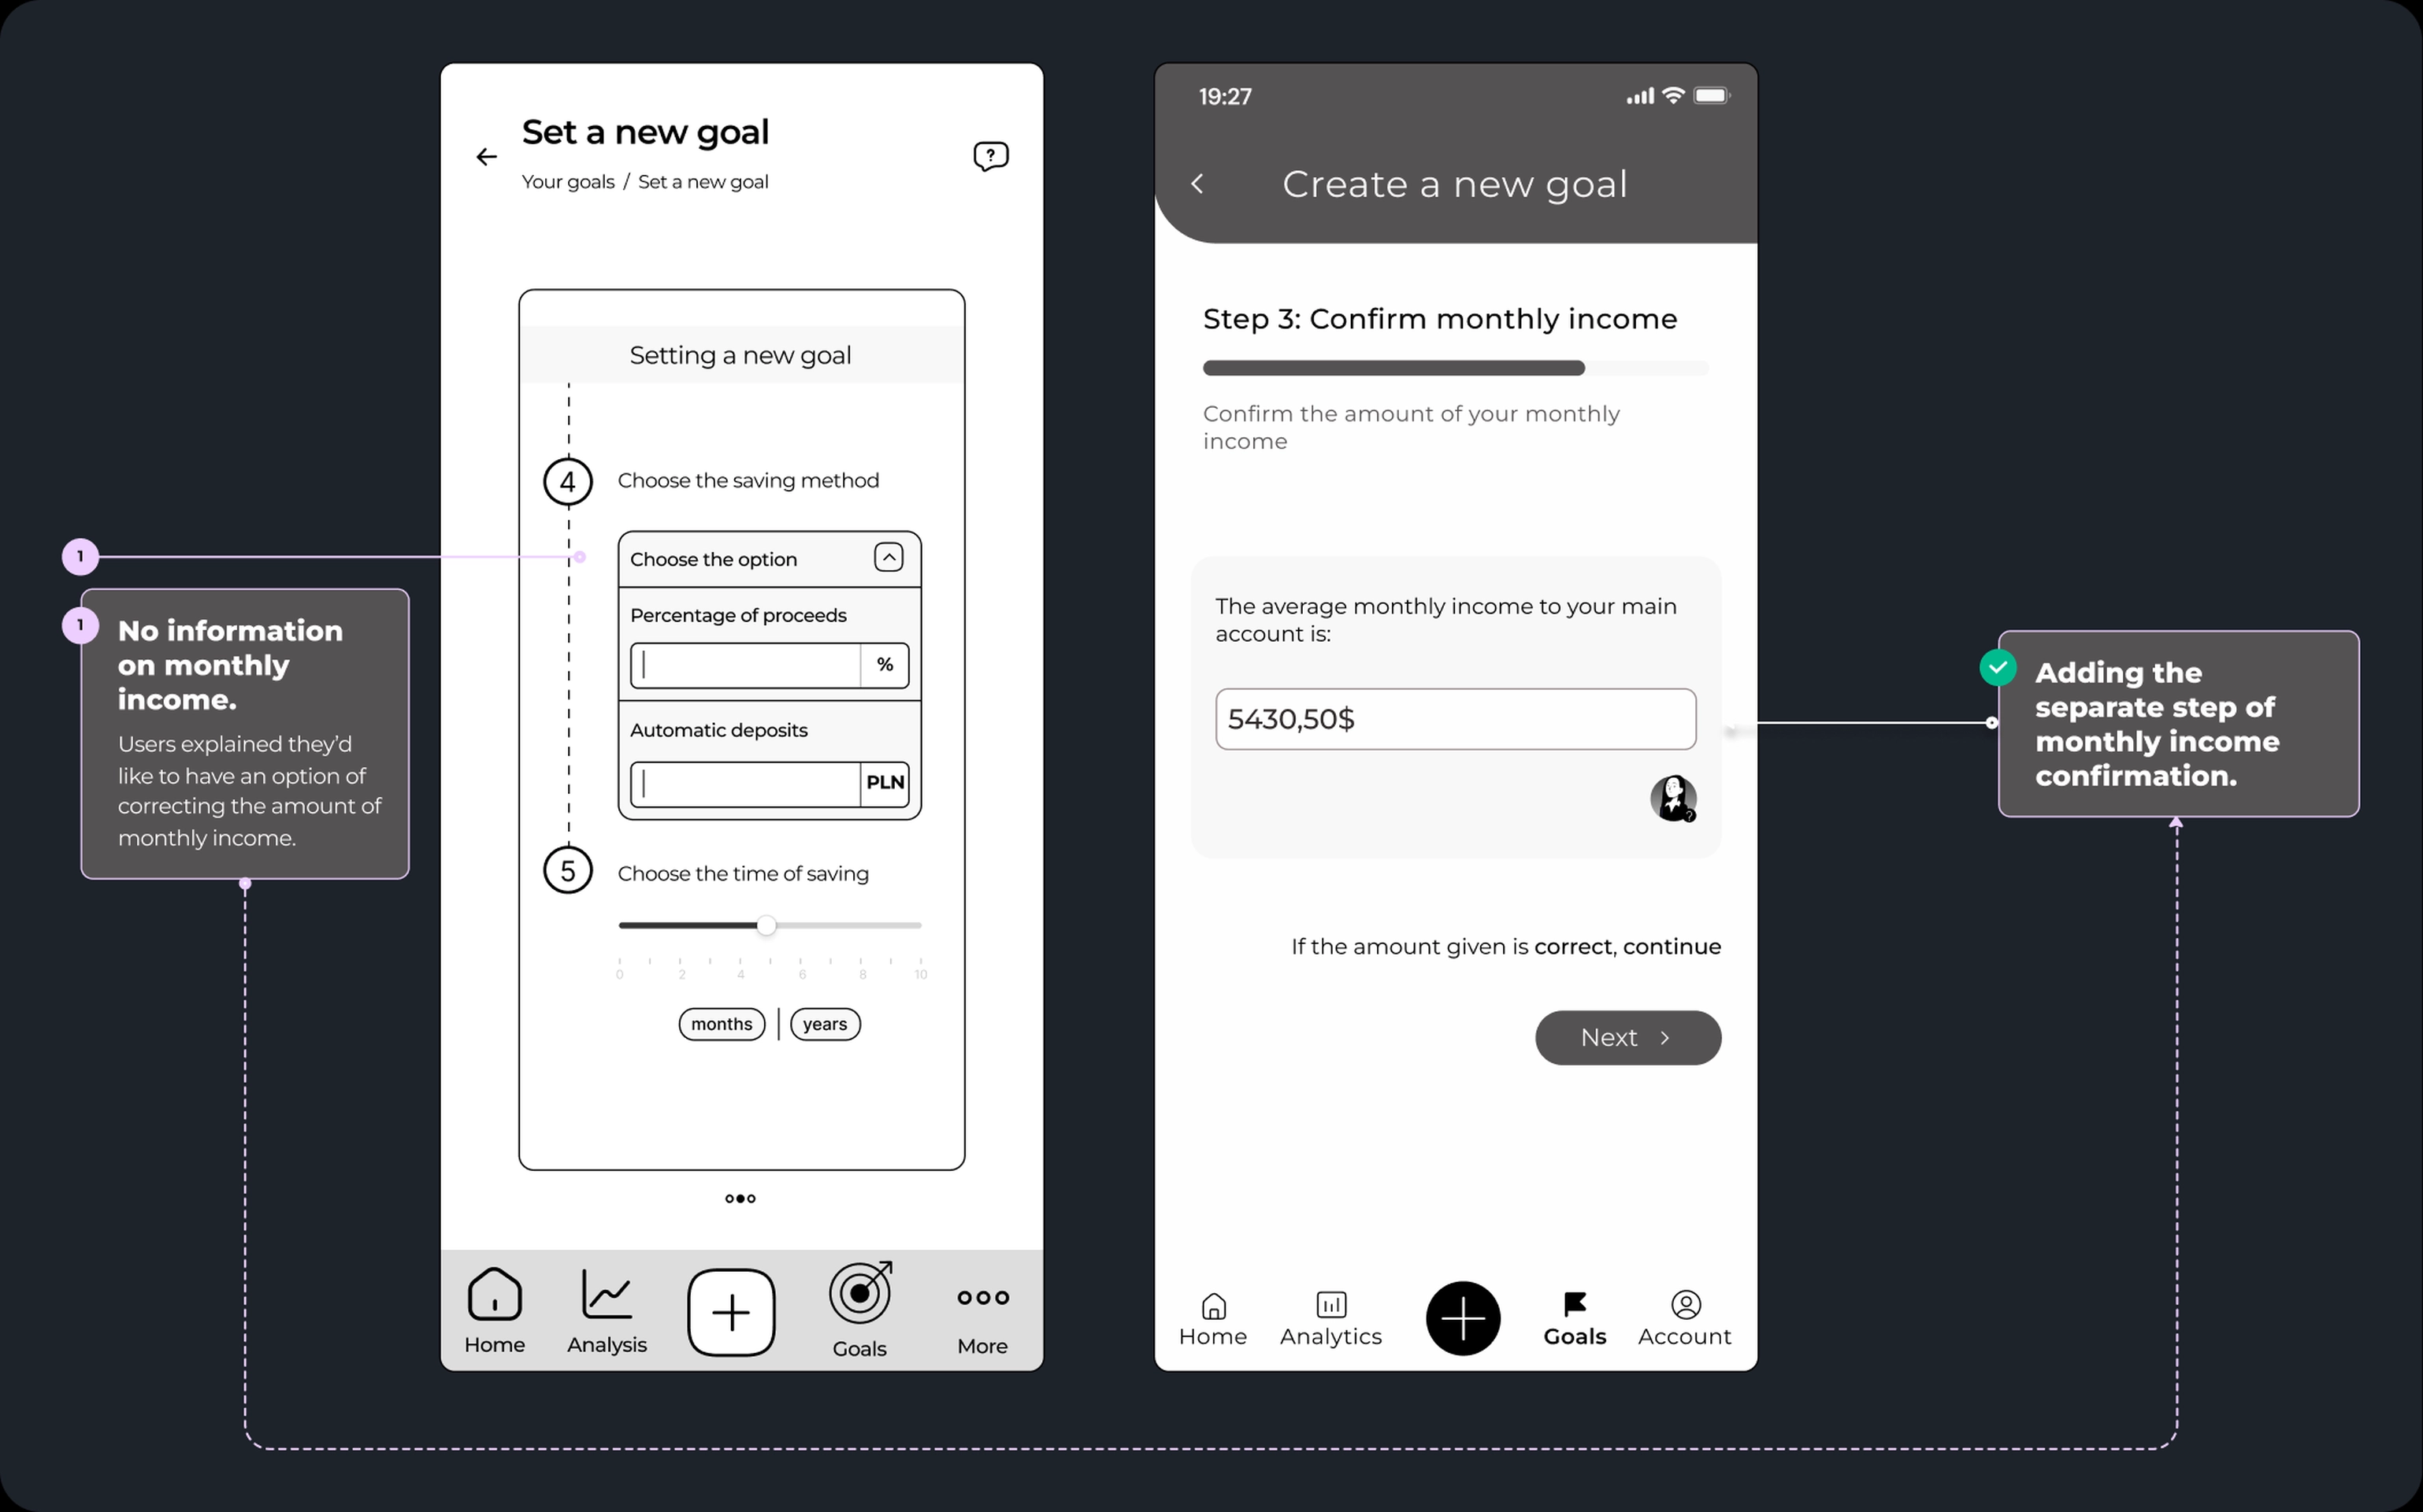 1
1
No information
on monthly
income.
Users explained they'd
like to have an option of
correcting the amount of
monthly income.
Set a new goal
Your goals / Set a new goal
?
Setting a new goal
4
Choose the saving method
Choose the option
Percentage of proceeds
%
Automatic deposits
PLN
5
Choose the time of saving
0 2 4 6 8 10
months | years
Home Analysis Goals More
19:27
Create a new goal
Step 3: Confirm monthly income
Confirm the amount of your monthly
income
The average monthly income to your main
account is:
5430,50$
?
If the amount given is correct, continue
Next
Home Analytics Goals Account
Adding the
separate step of
monthly income
confirmation.